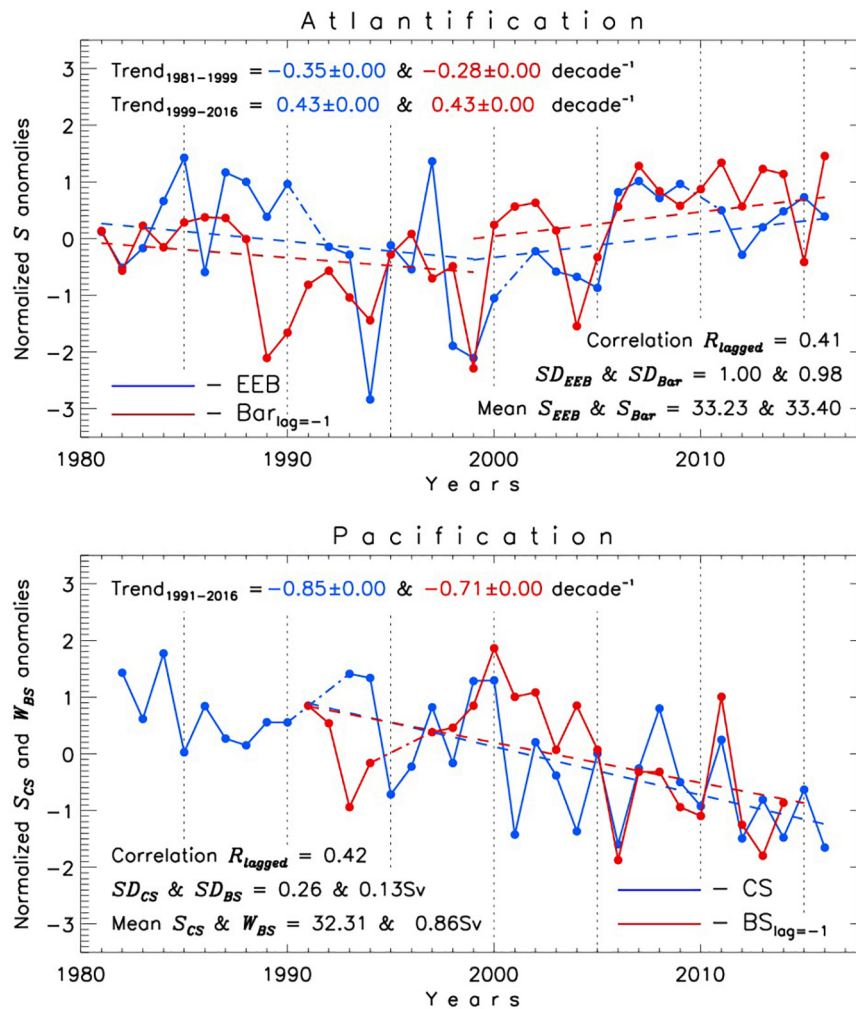 Atlantification
Normalized S anomalies
3
2
1
0
−1
−2
−3
Trend1981−1999 = −0.35±0.00 & −0.28±0.00 decade⁻¹
Trend1999−2016 = 0.43±0.00 & 0.43±0.00 decade⁻¹
Correlation Rlagged = 0.41
SDEEB & SDBar = 1.00 & 0.98
Mean SEEB & SBar = 33.23 & 33.40
− EEB
− Barlag=−1
1980 1990 2000 2010
Years
Pacification
Normalized SCS and WBS anomalies
3
2
1
0
−1
−2
−3
Trend1991−2016 = −0.85±0.00 & −0.71±0.00 decade⁻¹
Correlation Rlagged = 0.42
SDCS & SDBS = 0.26 & 0.13Sv
Mean SCS & WBS = 32.31 & 0.86Sv
− CS
− BSlag=−1
1980 1990 2000 2010
Years